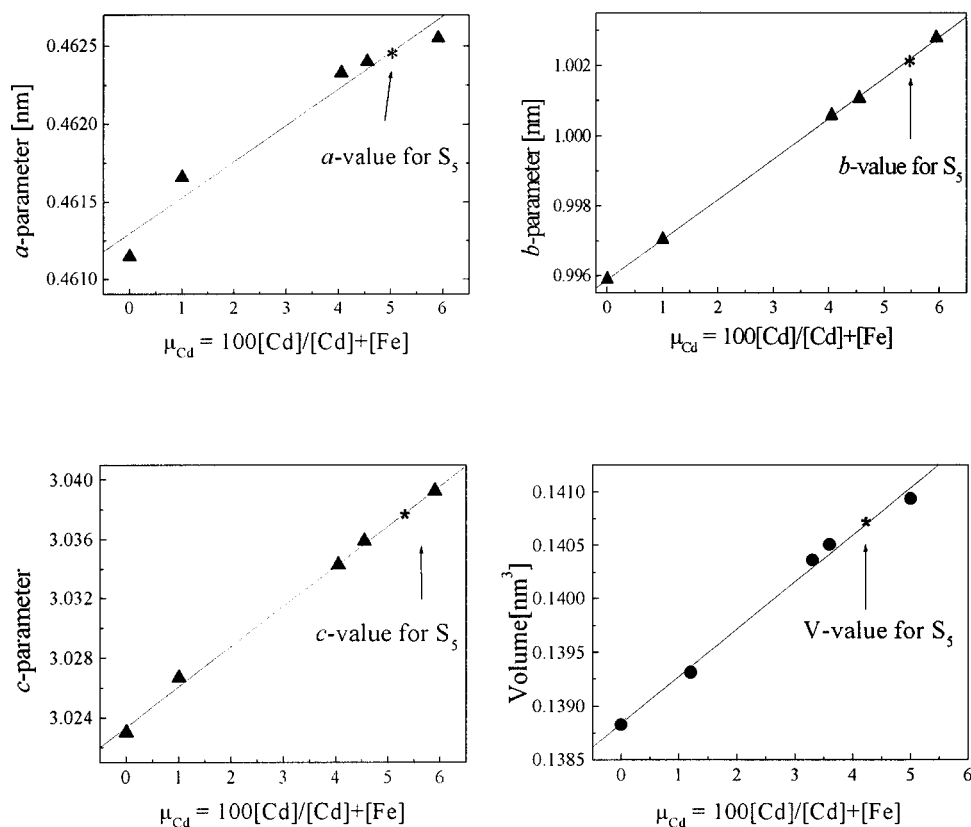 0.4625
0.4620
0.4615
0.4610
a-parameter [nm]
a-value for S₅
0 1 2 3 4 5 6
μCd = 100[Cd]/[Cd]+[Fe]
1.002
1.000
0.998
0.996
b-parameter [nm]
b-value for S₅
0 1 2 3 4 5 6
μCd = 100[Cd]/[Cd]+[Fe]
3.040
3.036
3.032
3.028
3.024
c-parameter
c-value for S₅
0 1 2 3 4 5 6
μCd = 100[Cd]/[Cd]+[Fe]
0.1410
0.1405
0.1400
0.1395
0.1390
0.1385
Volume[nm³]
V-value for S₅
0 1 2 3 4 5 6
μCd = 100[Cd]/[Cd]+[Fe]